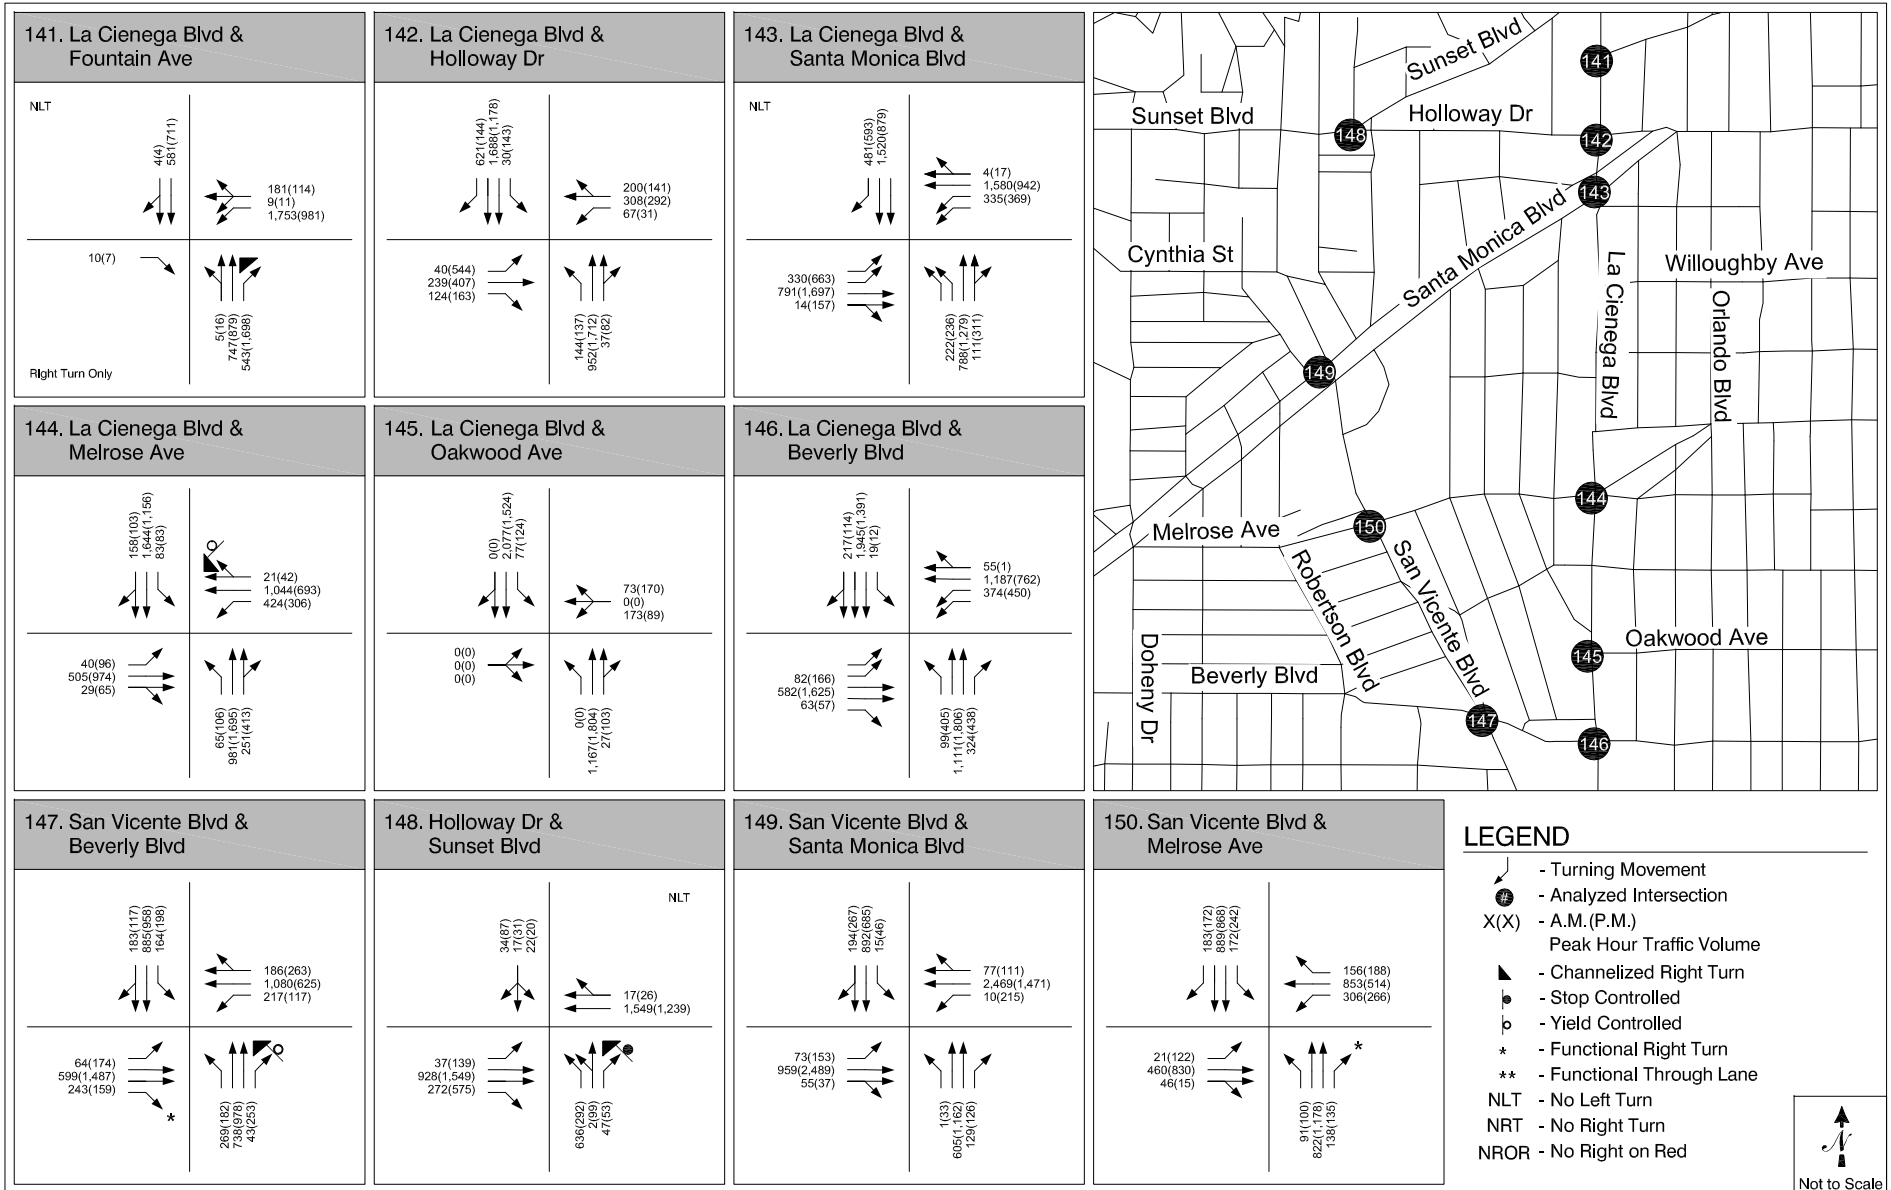 141. La Cienega Blvd &
Fountain Ave
NLT
4(4)
581(711)
181(114)
9(11)
1,753(981)
10(7)
5(16)
747(879)
543(1,698)
Right Turn Only
142. La Cienega Blvd &
Holloway Dr
621(144)
1,688(1,178)
30(143)
200(141)
308(292)
67(31)
40(544)
239(407)
124(163)
144(137)
952(1,712)
37(82)
143. La Cienega Blvd &
Santa Monica Blvd
NLT
481(593)
1,520(879)
4(17)
1,580(942)
335(369)
330(663)
791(1,697)
14(157)
222(236)
788(1,279)
111(311)
144. La Cienega Blvd &
Melrose Ave
158(103)
1,644(1,156)
83(83)
21(42)
1,044(693)
424(306)
40(96)
505(974)
29(65)
65(106)
981(1,695)
251(413)
145. La Cienega Blvd &
Oakwood Ave
0(0)
2,077(1,524)
77(124)
73(170)
0(0)
173(89)
0(0)
0(0)
0(0)
0(0)
1,167(1,804)
27(103)
146. La Cienega Blvd &
Beverly Blvd
217(114)
1,945(1,391)
19(12)
55(1)
1,187(762)
374(450)
82(166)
582(1,625)
63(57)
99(405)
1,111(1,806)
324(438)
147. San Vicente Blvd &
Beverly Blvd
183(117)
885(958)
164(198)
186(263)
1,080(625)
217(117)
64(174)
599(1,487)
243(159)
*
269(182)
738(978)
43(253)
148. Holloway Dr &
Sunset Blvd
NLT
34(87)
17(31)
22(20)
17(26)
1,549(1,239)
37(139)
928(1,549)
272(575)
636(292)
2(99)
47(53)
149. San Vicente Blvd &
Santa Monica Blvd
194(267)
892(685)
15(46)
77(111)
2,469(1,471)
10(215)
73(153)
959(2,489)
55(37)
1(33)
605(1,162)
129(126)
150. San Vicente Blvd &
Melrose Ave
183(172)
889(868)
172(242)
156(188)
853(514)
306(266)
21(122)
460(830)
46(15)
*
91(100)
822(1,178)
138(135)
Sunset Blvd
141
Sunset Blvd
148
Holloway Dr
142
143
Santa Monica Blvd
Cynthia St
Willoughby Ave
La Cienega Blvd
Orlando Blvd
149
144
Melrose Ave
150
Robertson Blvd
San Vicente Blvd
Doheny Dr
Oakwood Ave
145
Beverly Blvd
147
146
LEGEND
- Turning Movement
# - Analyzed Intersection
X(X) - A.M.(P.M.)
Peak Hour Traffic Volume
- Channelized Right Turn
- Stop Controlled
- Yield Controlled
* - Functional Right Turn
** - Functional Through Lane
NLT - No Left Turn
NRT - No Right Turn
NROR - No Right on Red
N
Not to Scale